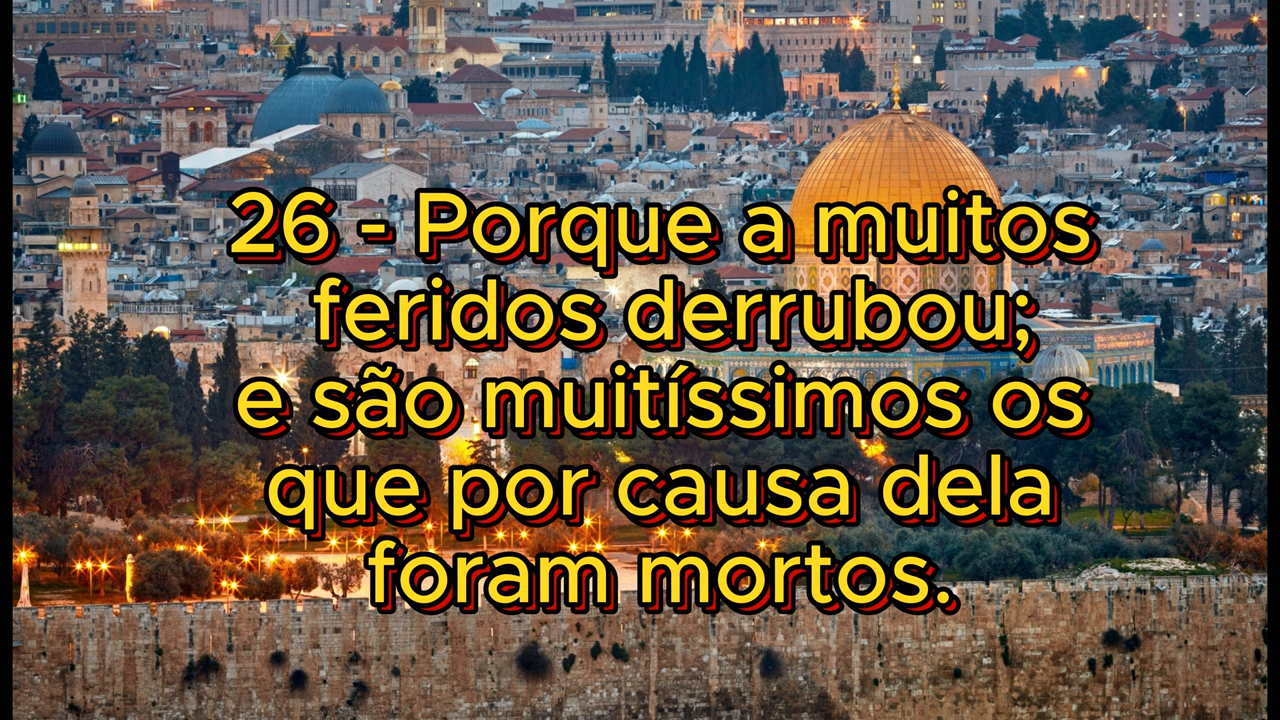 26 - Porque a muitos
feridos derrubou;
e são muitíssimos os
que por causa dela
foram mortos.